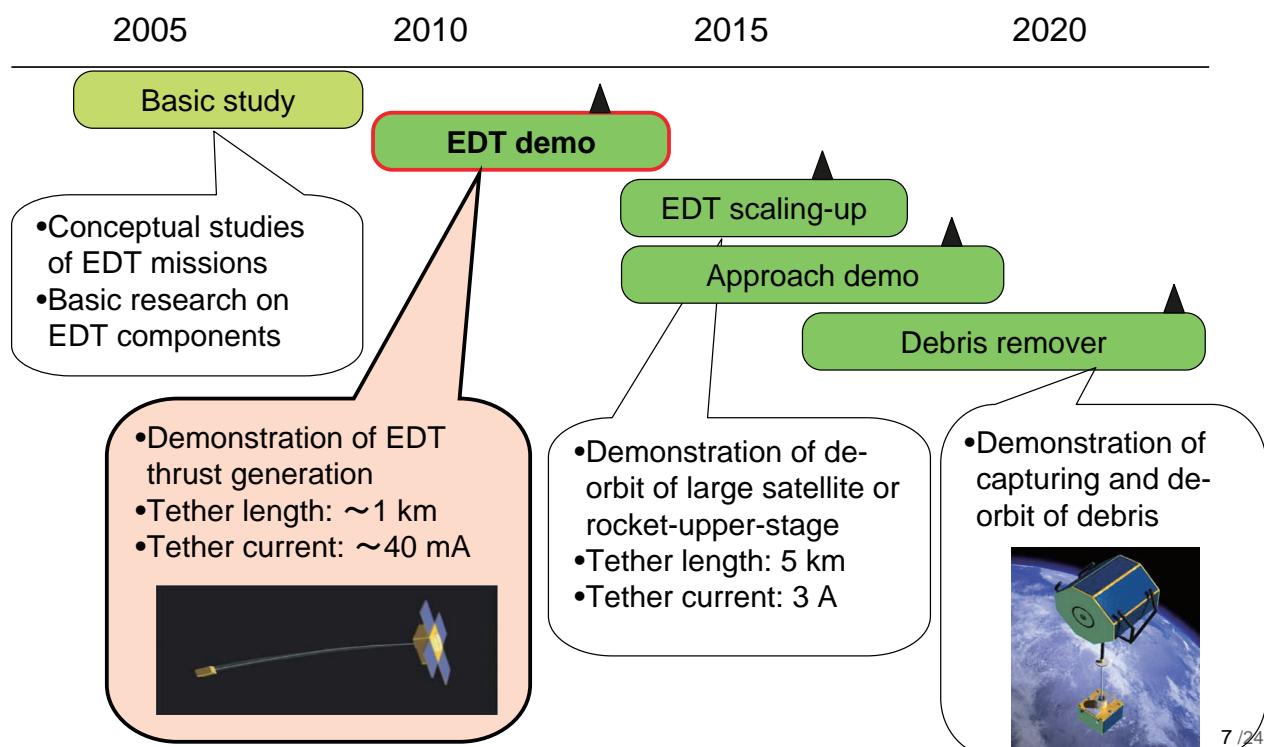 2005 2010 2015 2020
Basic study
EDT demo
EDT scaling-up
Approach demo
Debris remover
•Conceptual studies
of EDT missions
•Basic research on
EDT components
•Demonstration of EDT
thrust generation
•Tether length: ～1 km
•Tether current: ～40 mA
•Demonstration of de-
orbit of large satellite or
rocket-upper-stage
•Tether length: 5 km
•Tether current: 3 A
•Demonstration of
capturing and de-
orbit of debris
7 /24